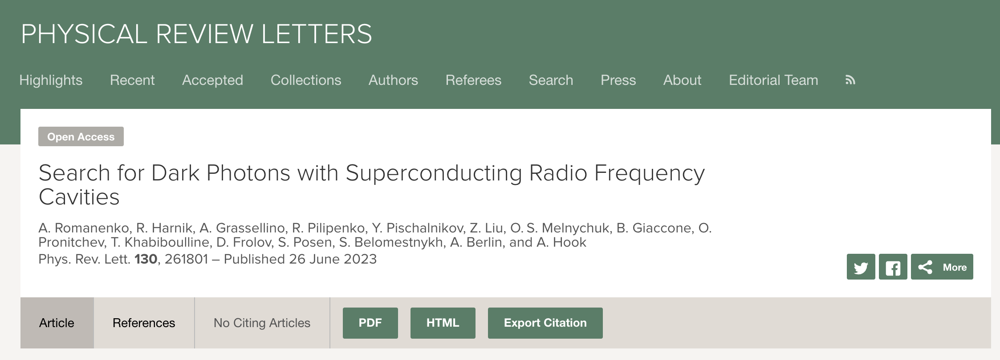 PHYSICAL REVIEW LETTERS
Highlights Recent Accepted Collections Authors Referees Search Press About Editorial Team
Open Access
Search for Dark Photons with Superconducting Radio Frequency
Cavities
A. Romanenko, R. Harnik, A. Grassellino, R. Pilipenko, Y. Pischalnikov, Z. Liu, O. S. Melnychuk, B. Giaccone, O.
Pronitchev, T. Khabiboulline, D. Frolov, S. Posen, S. Belomestnykh, A. Berlin, and A. Hook
Phys. Rev. Lett. 130, 261801 – Published 26 June 2023
More
Article References No Citing Articles PDF HTML Export Citation